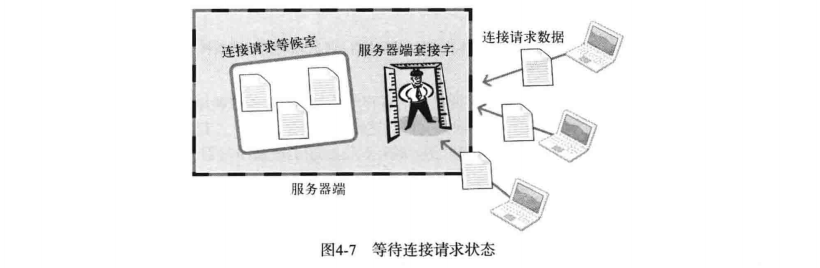 连接请求等候室
服务器端套接字
连接请求数据
服务器端
图4-7 等待连接请求状态